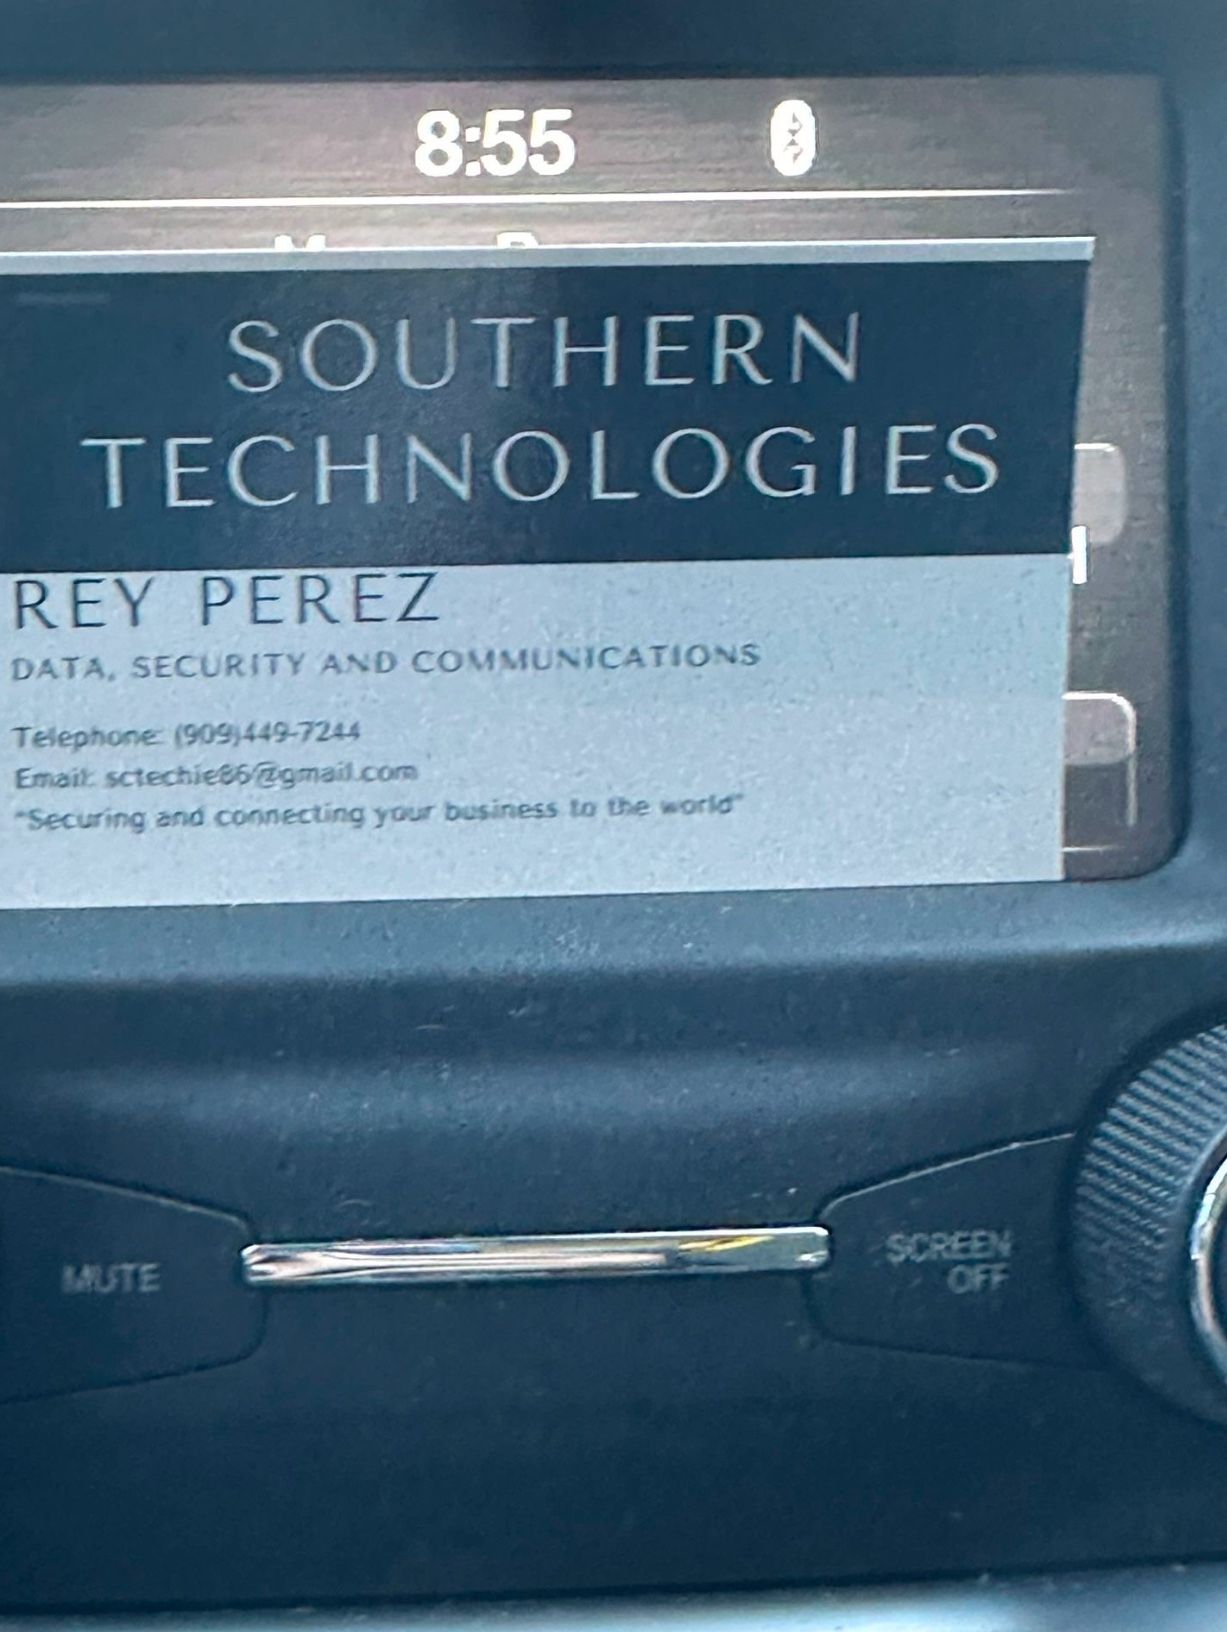 8:55
SOUTHERN
TECHNOLOGIES
REY PEREZ
DATA, SECURITY AND COMMUNICATIONS
Telephone: (909)449-7244
Email: sctechie86@gmail.com
"Securing and connecting your business to the world"
MUTE
SCREEN
OFF